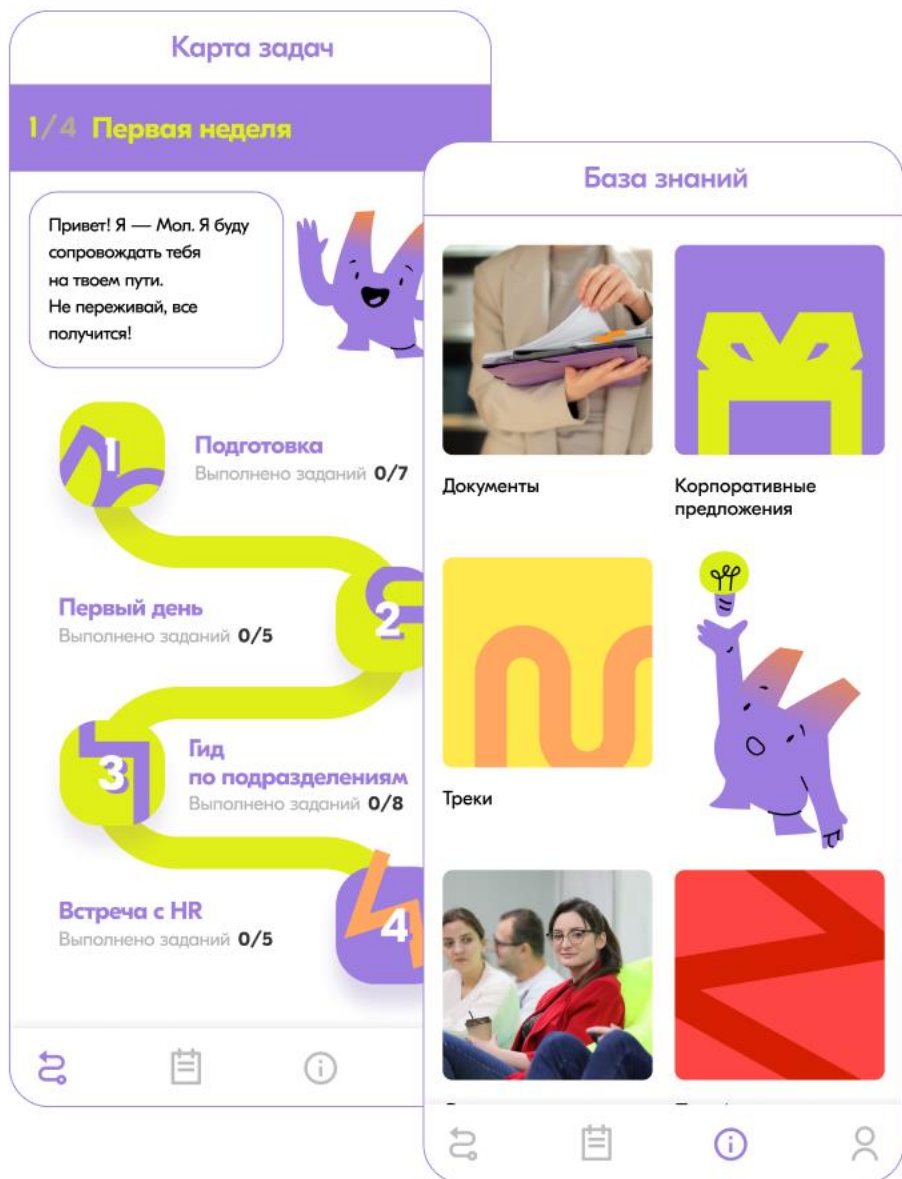 Карта задач
1/4 Первая неделя
Привет! Я — Мол. Я буду
сопровождать тебя
на твоем пути.
Не переживай, все
получится!
1
Подготовка
Выполнено заданий 0/7
Первый день
Выполнено заданий 0/5
2
3
Гид
по подразделениям
Выполнено заданий 0/8
Встреча с HR
Выполнено заданий 0/5
4
База знаний
Документы
Корпоративные
предложения
Треки